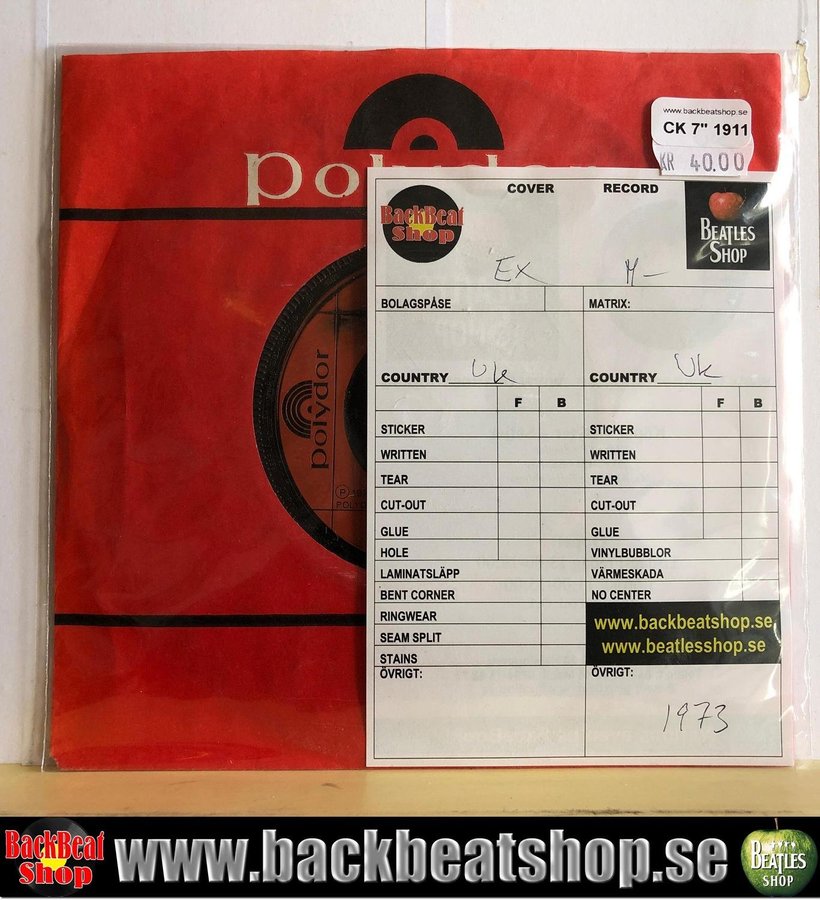 www.backbeatshop.se
CK 7" 1911
KR 40.00
polydor
BackBeat
Shop
COVER RECORD
BEATLES
SHOP
EX M-
BOLAGSPÅSE MATRIX:
COUNTRY UK COUNTRY UK
F B F B
STICKER STICKER
WRITTEN WRITTEN
TEAR TEAR
CUT-OUT CUT-OUT
GLUE GLUE
HOLE VINYLBUBBLOR
LAMINATSLÄPP VÄRMESKADA
BENT CORNER NO CENTER
RINGWEAR
SEAM SPLIT
STAINS
www.backbeatshop.se
www.beatlesshop.se
ÖVRIGT: ÖVRIGT:
1973
polydor
BackBeat
Shop
www.backbeatshop.se
BEATLES
SHOP